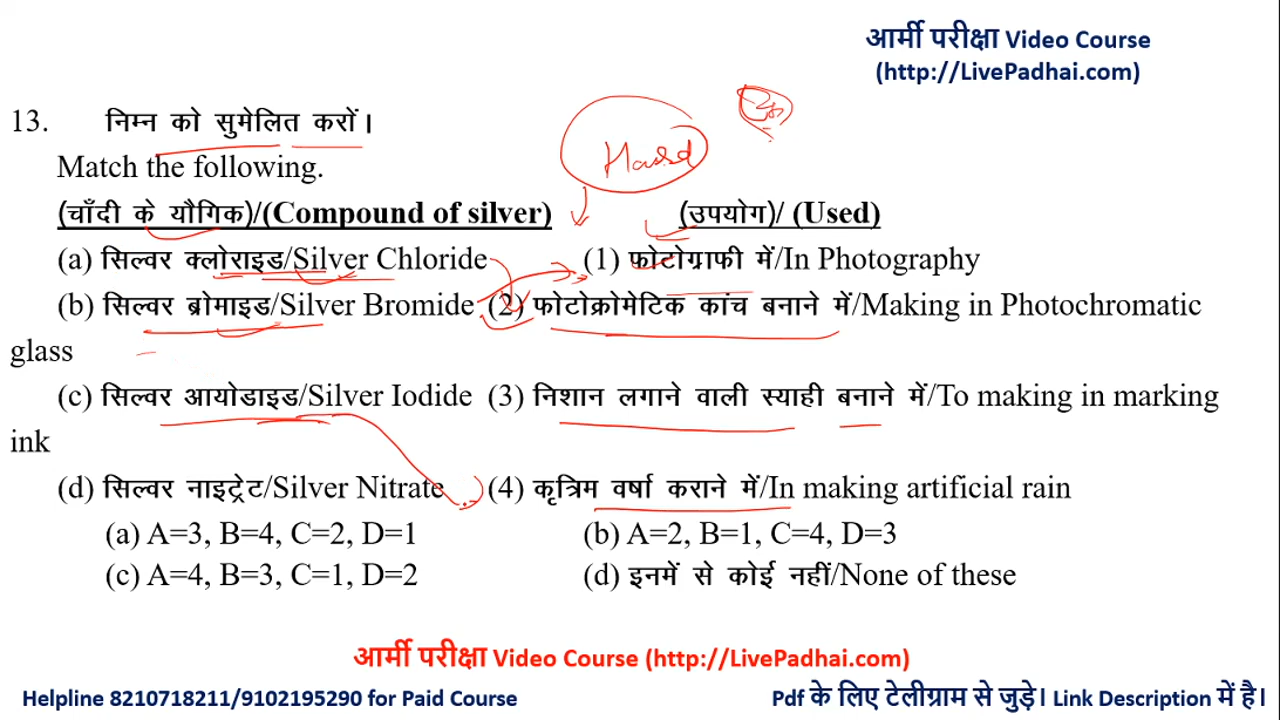 आर्मी परीक्षा Video Course
(http://LivePadhai.com)
Hard
13. निम्न को सुमेलित करों।
Match the following.
(चाँदी के यौगिक)/(Compound of silver) (उपयोग)/ (Used)
(a) सिल्वर क्लोराइड/Silver Chloride (1) फोटोग्राफी में/In Photography
(b) सिल्वर ब्रोमाइड/Silver Bromide (2) फोटोक्रोमेटिक कांच बनाने में/Making in Photochromatic
glass
(c) सिल्वर आयोडाइड/Silver Iodide (3) निशान लगाने वाली स्याही बनाने में/To making in marking
ink
(d) सिल्वर नाइट्रेट/Silver Nitrate (4) कृत्रिम वर्षा कराने में/In making artificial rain
(a) A=3, B=4, C=2, D=1 (b) A=2, B=1, C=4, D=3
(c) A=4, B=3, C=1, D=2 (d) इनमें से कोई नहीं/None of these
आर्मी परीक्षा Video Course (http://LivePadhai.com)
Helpline 8210718211/9102195290 for Paid Course Pdf के लिए टेलीग्राम से जुड़े। Link Description में है।